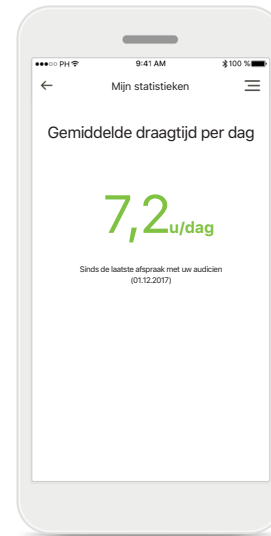 PH 9:41 AM 100 %
Mijn statistieken
Gemiddelde draagtijd per dag
7,2u/dag
Sinds de laatste afspraak met uw audicien
(01.12.2017)